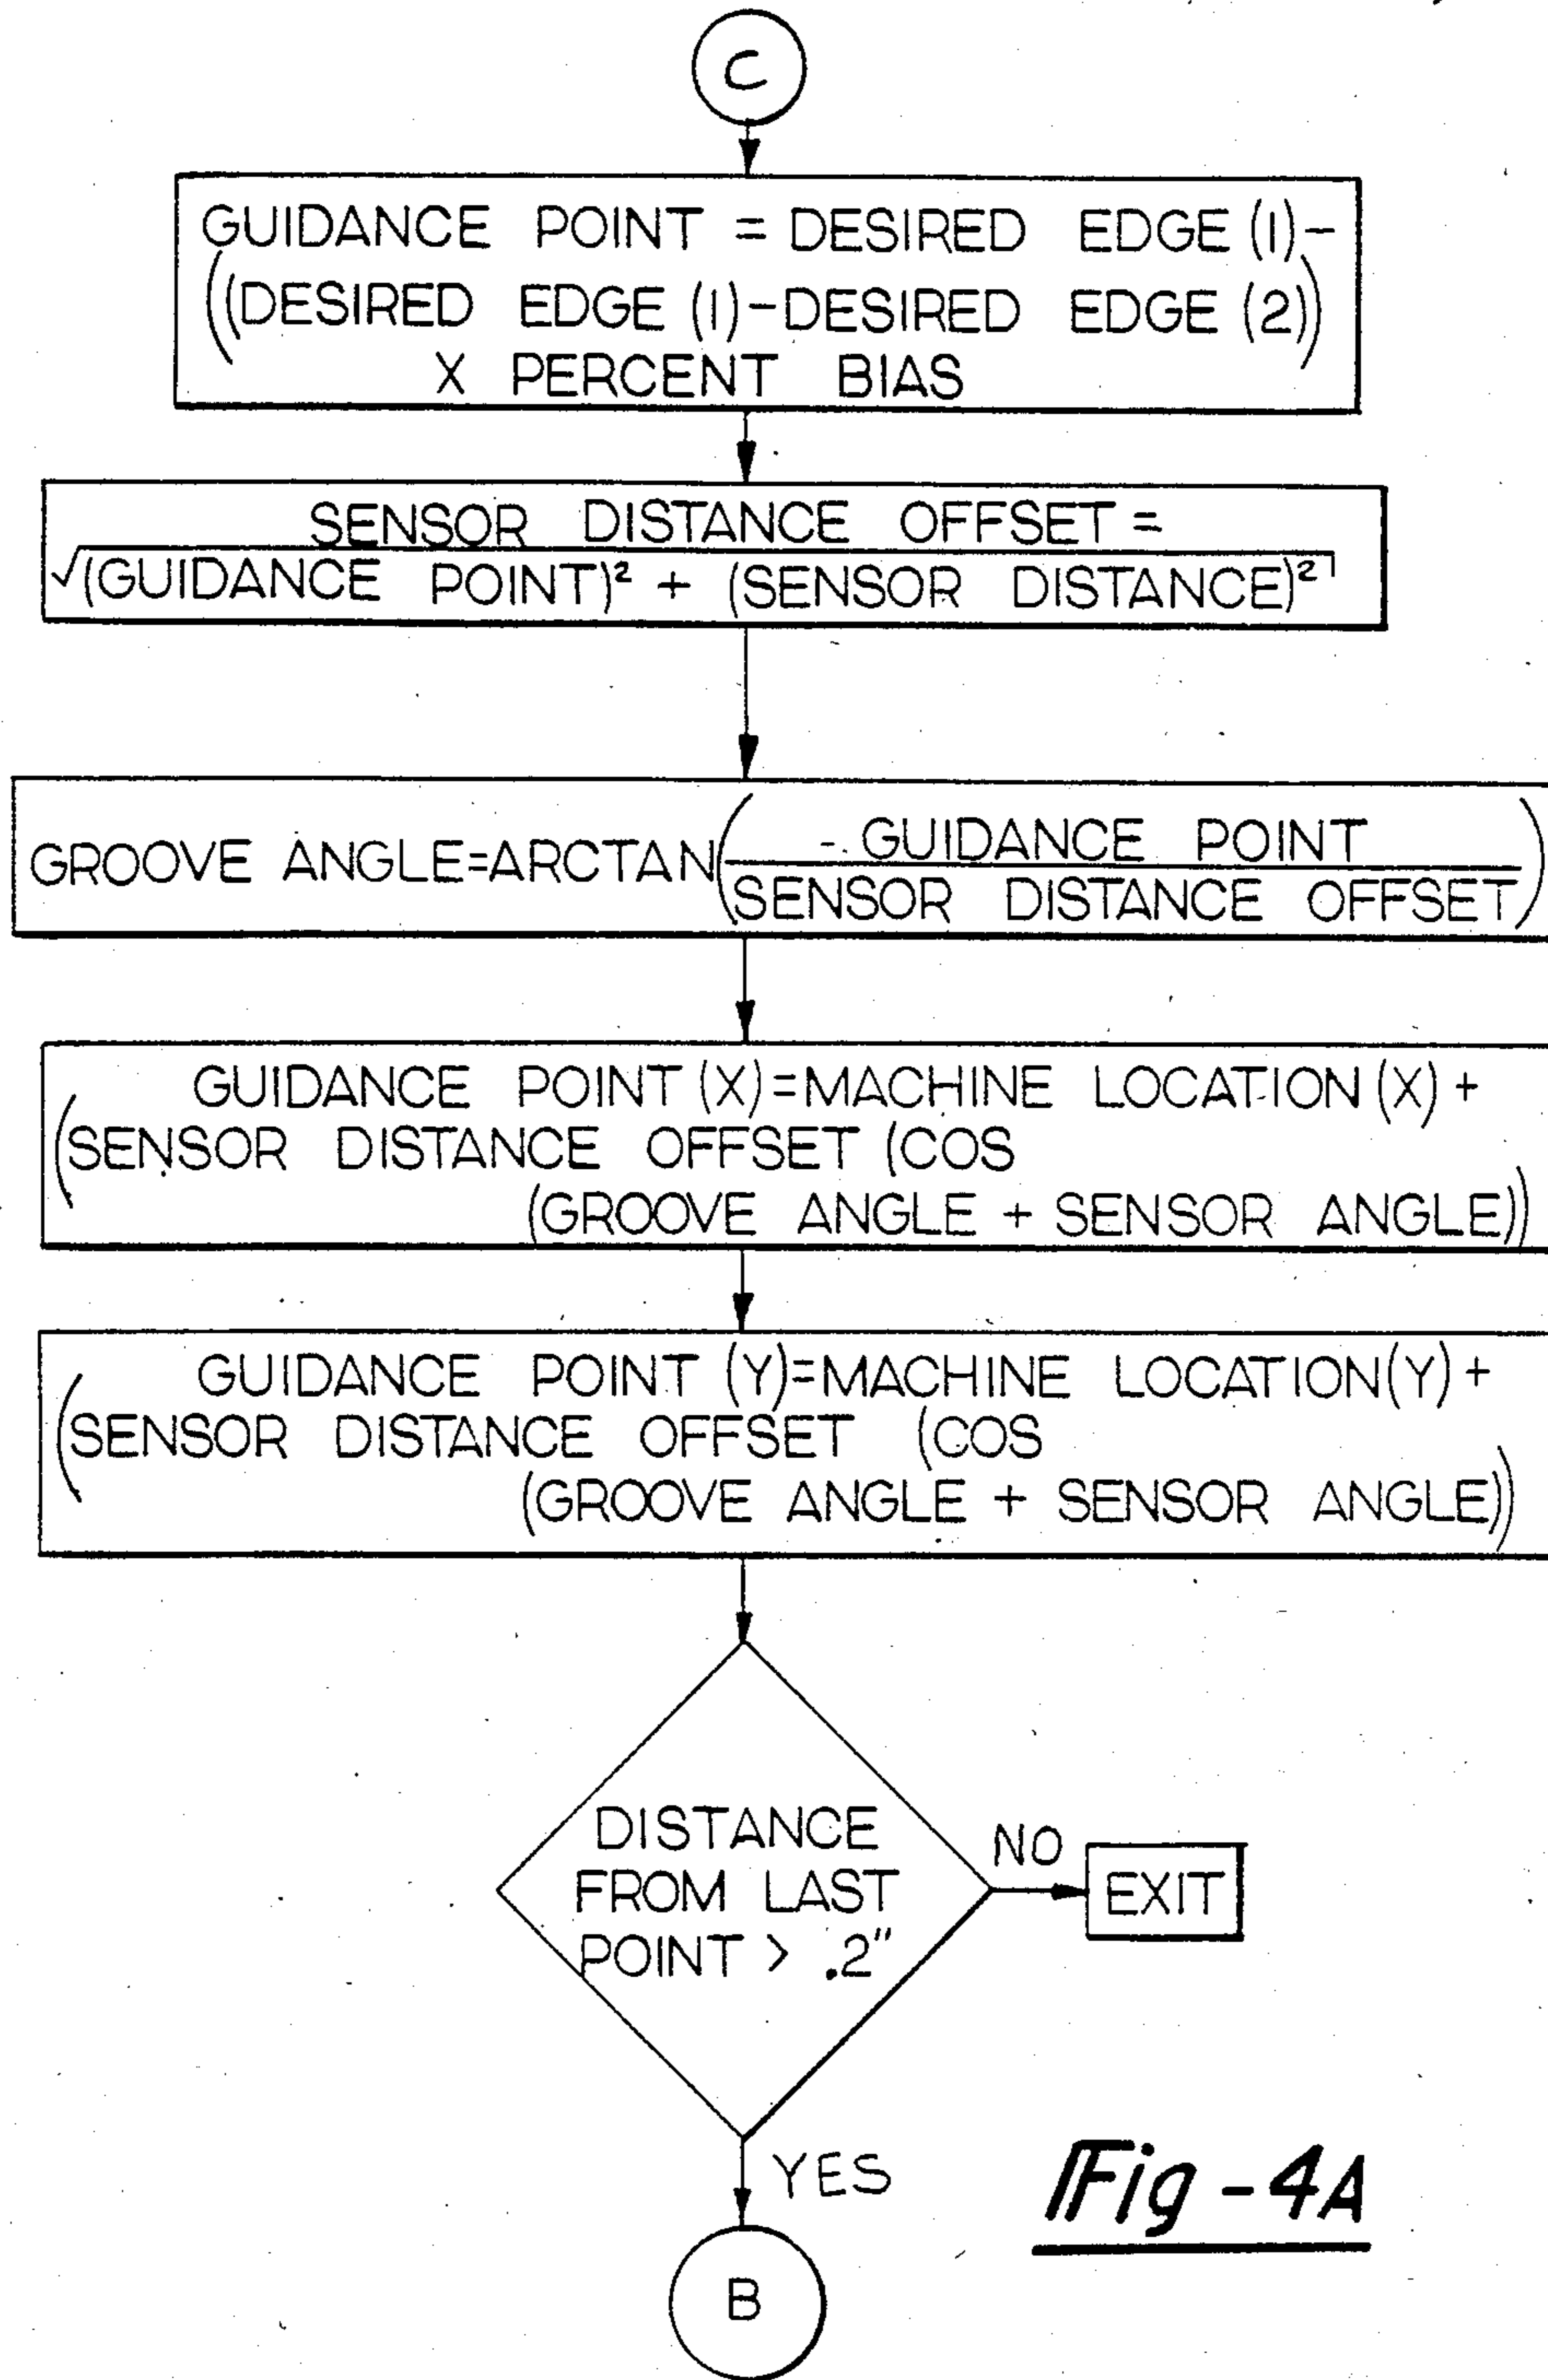 C
GUIDANCE POINT = DESIRED EDGE (1)-
((DESIRED EDGE (1)-DESIRED EDGE (2))
X PERCENT BIAS
SENSOR DISTANCE OFFSET =
√(GUIDANCE POINT)² + (SENSOR DISTANCE)²
GROOVE ANGLE=ARCTAN(- GUIDANCE POINT
SENSOR DISTANCE OFFSET)
GUIDANCE POINT (X)=MACHINE LOCATION (X) +
(SENSOR DISTANCE OFFSET (COS
(GROOVE ANGLE + SENSOR ANGLE))
GUIDANCE POINT (Y)=MACHINE LOCATION(Y) +
(SENSOR DISTANCE OFFSET (COS
(GROOVE ANGLE + SENSOR ANGLE))
DISTANCE
FROM LAST
POINT > .2"
NO
EXIT
YES
B
Fig-4A